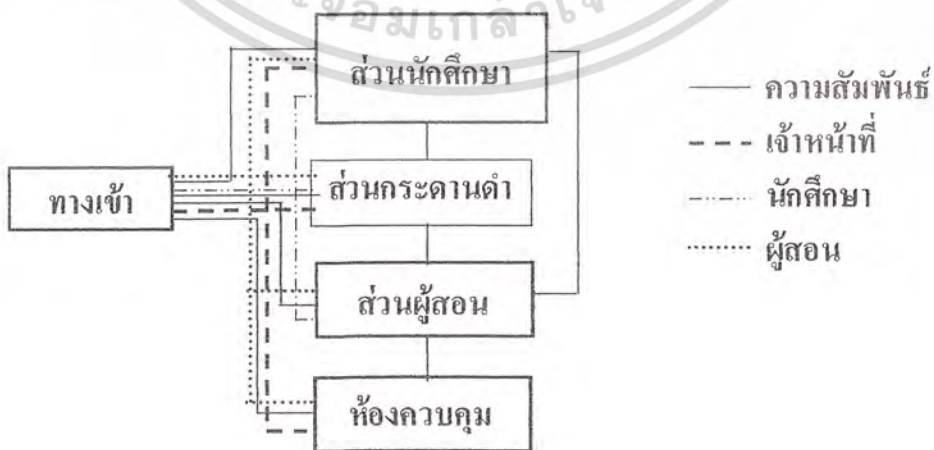 ส่วนนักศึกษา
ส่วนกระดานดำ
ทางเข้า
ส่วนผู้สอน
ห้องควบคุม
ความสัมพันธ์
เจ้าหน้าที่
นักศึกษา
ผู้สอน